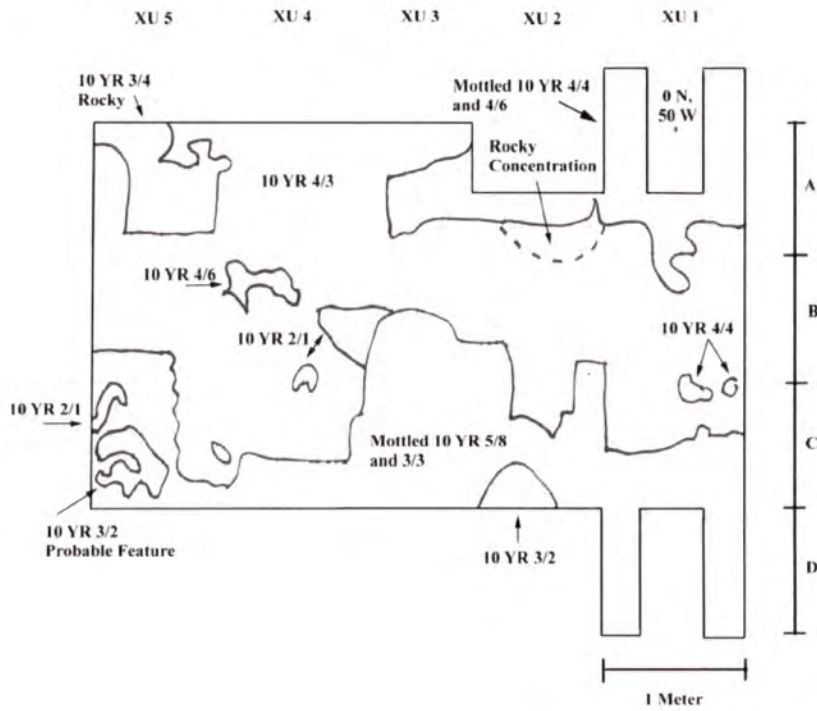 XU 5 XU 4 XU 3 XU 2 XU 1
10 YR 3/4
Rocky
Mottled 10 YR 4/4
and 4/6
0 N,
50 W
Rocky
Concentration
10 YR 4/3
A
10 YR 4/6
B
10 YR 2/1
10 YR 4/4
10 YR 2/1
Mottled 10 YR 5/8
and 3/3
C
10 YR 3/2
Probable Feature
10 YR 3/2
D
1 Meter